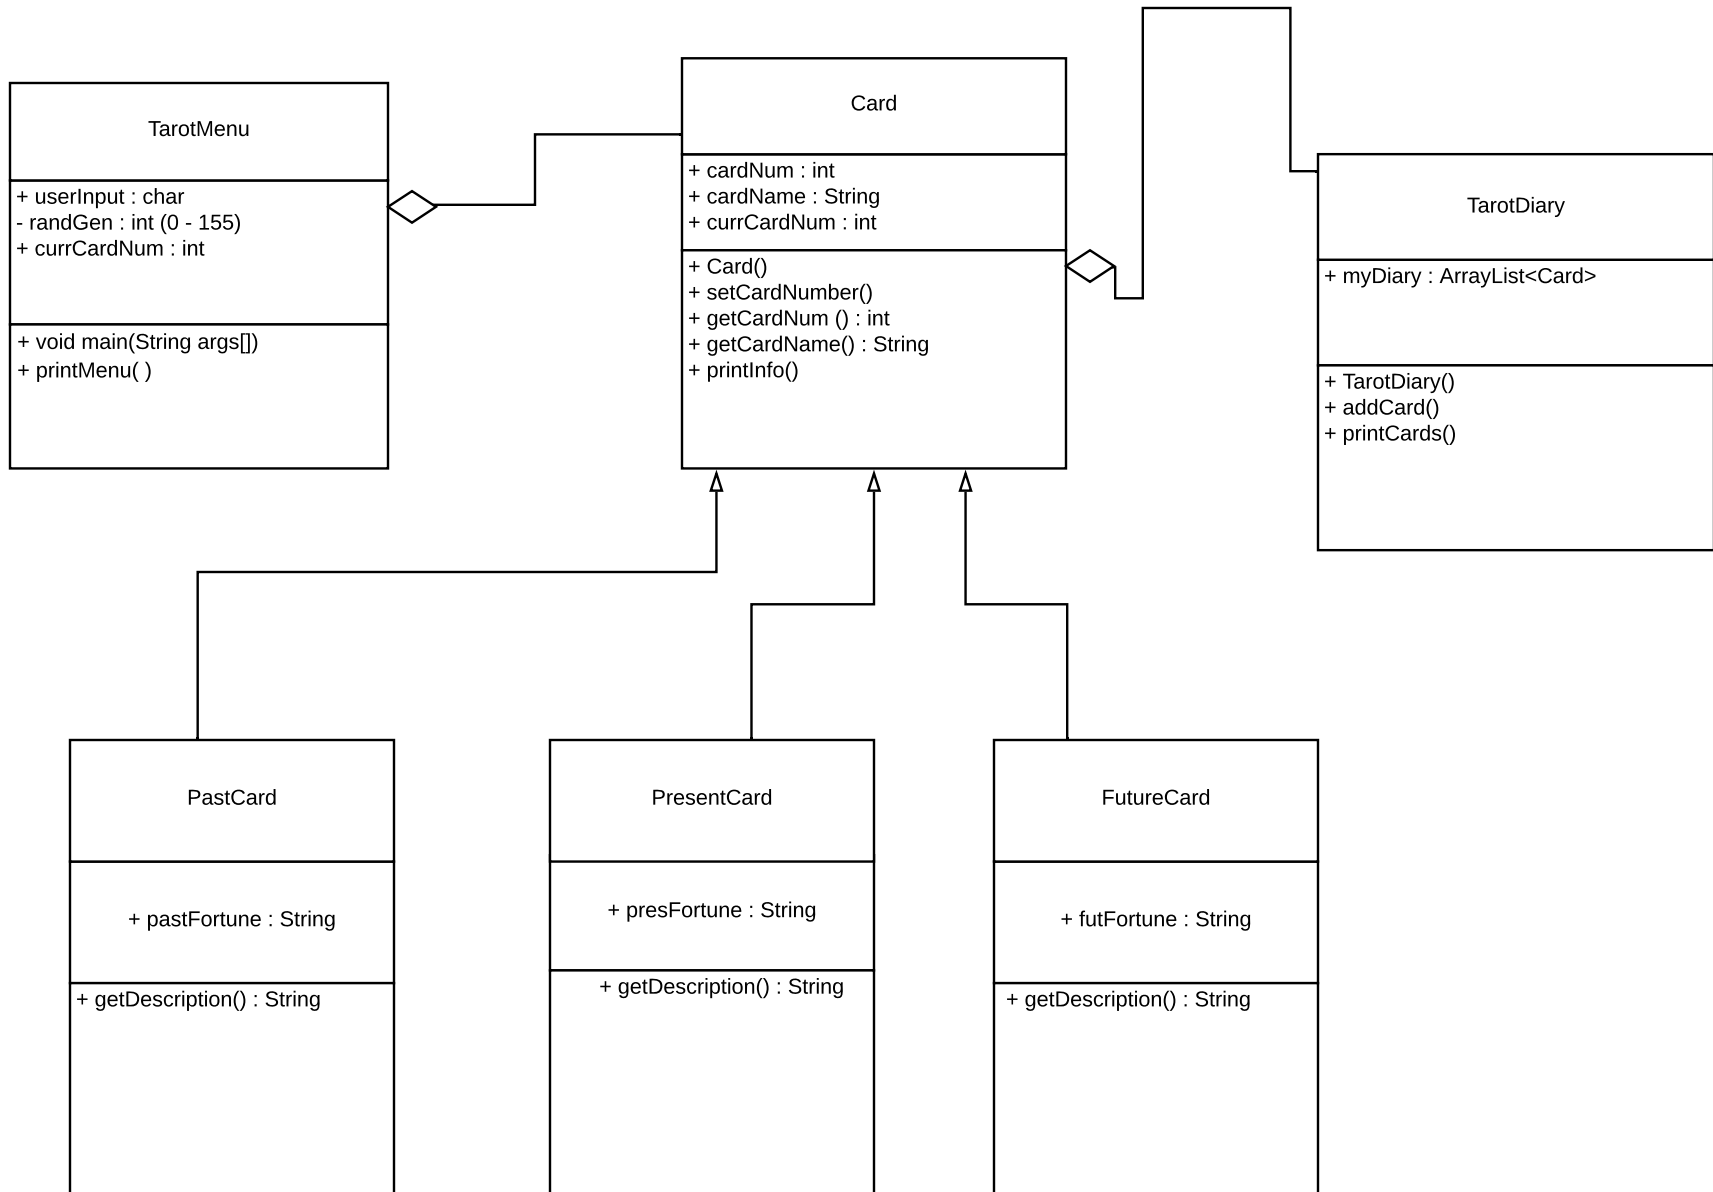 TarotMenu
+ userInput : char
- randGen : int (0 - 155)
+ currCardNum : int
+ void main(String args[])
+ printMenu( )
Card
+ cardNum : int
+ cardName : String
+ currCardNum : int
+ Card()
+ setCardNumber()
+ getCardNum () : int
+ getCardName() : String
+ printInfo()
TarotDiary
+ myDiary : ArrayList<Card>
+ TarotDiary()
+ addCard()
+ printCards()
PastCard
+ pastFortune : String
+ getDescription() : String
PresentCard
+ presFortune : String
+ getDescription() : String
FutureCard
+ futFortune : String
+ getDescription() : String